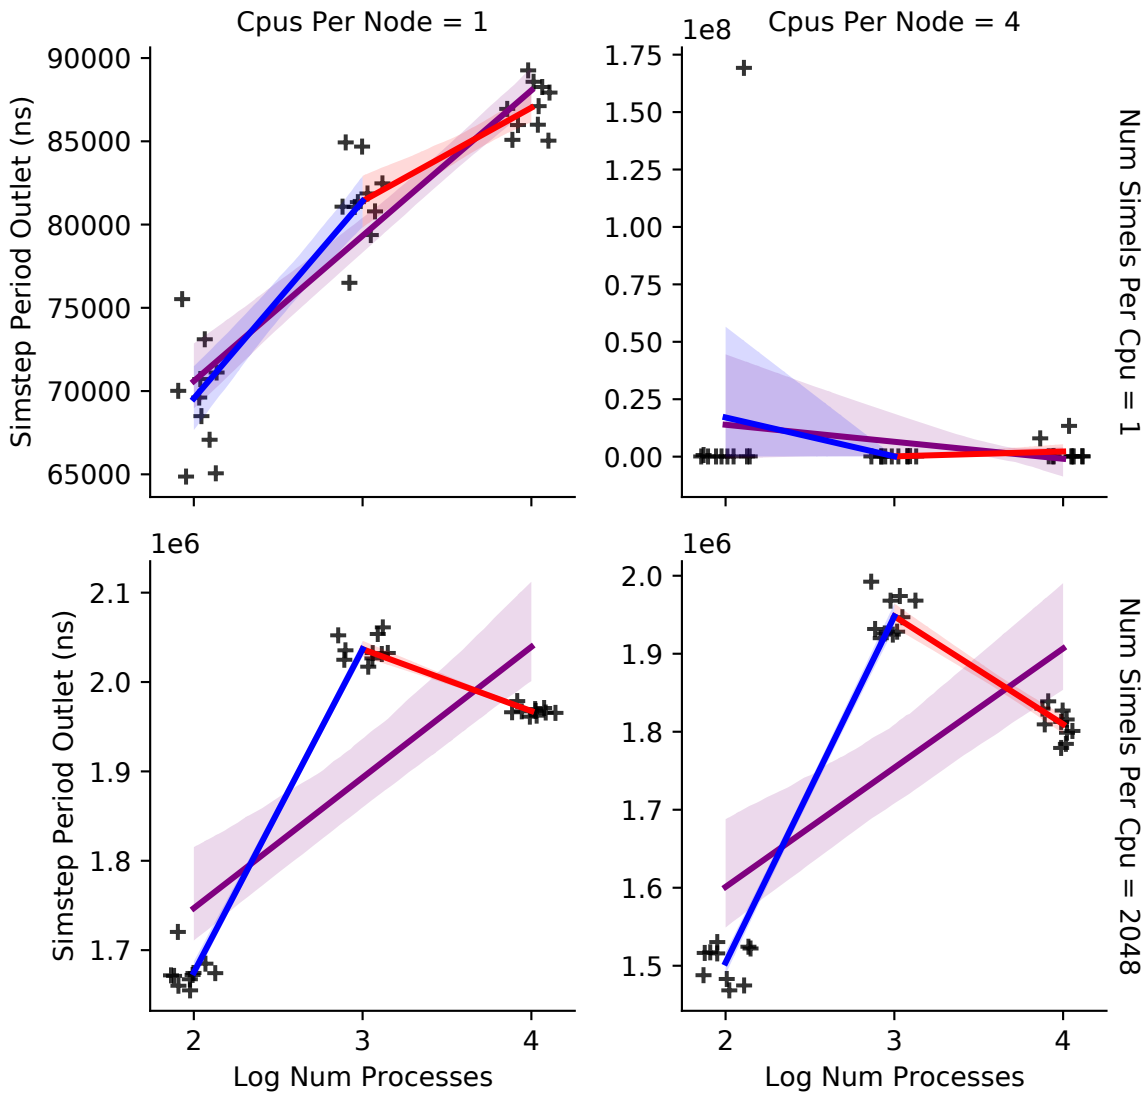 Cpus Per Node = 1
Cpus Per Node = 4
1e8
90000
85000
80000
75000
70000
65000
Simstep Period Outlet (ns)
1.75
1.50
1.25
1.00
0.75
0.50
0.25
0.00
Num Simels Per Cpu = 1
1e6
2.1
2.0
1.9
1.8
1.7
Simstep Period Outlet (ns)
2
3
4
Log Num Processes
1e6
2.0
1.9
1.8
1.7
1.6
1.5
Num Simels Per Cpu = 2048
2
3
4
Log Num Processes